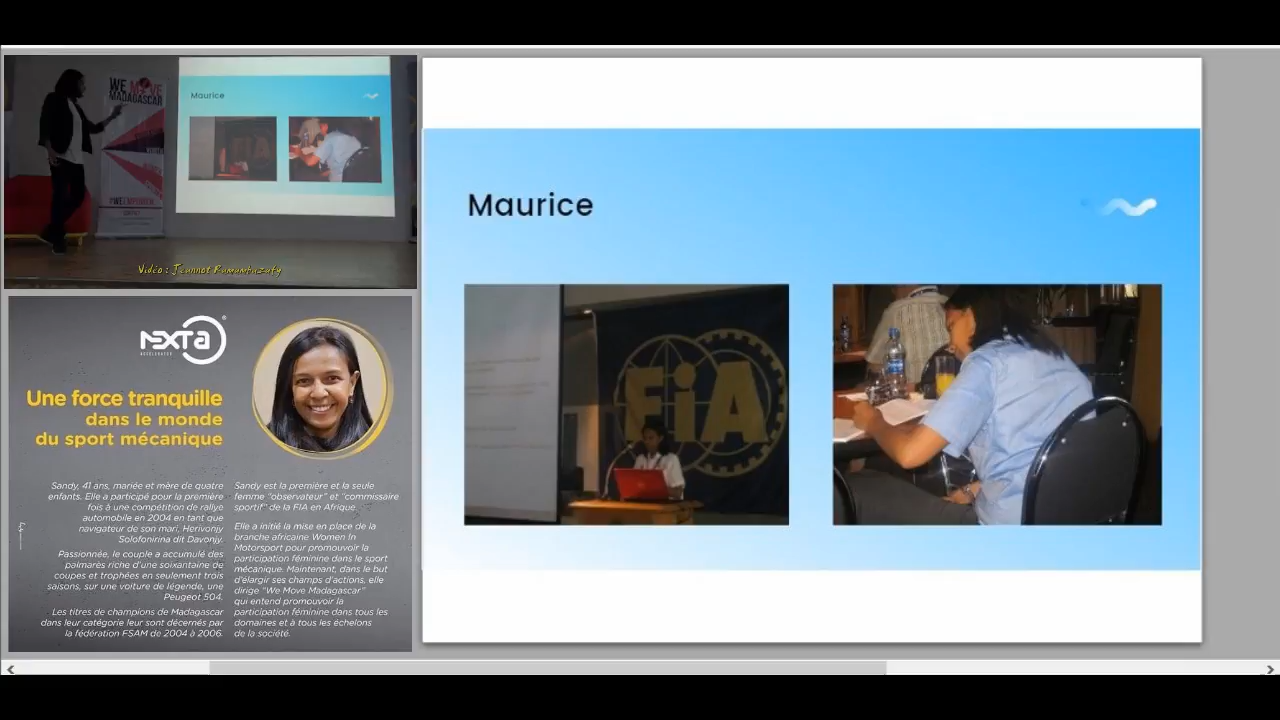 WE MOVE
MADAGASCAR
Maurice
Vidéo : Jeannot Ramambazafy
NEXTA
ACCELERATOR
Une force tranquille
dans le monde
du sport mécanique
Sandy, 41 ans, mariée et mère de quatre
enfants. Elle a participé pour la première
fois à une compétition de rallye
automobile en 2004 en tant que
navigateur de son mari, Herivonjy
Solofonirina dit Davonjy.
Passionnée, le couple a accumulé des
palmarès riche d'une soixantaine de
coupes et trophées en seulement trois
saisons, sur une voiture de légende, une
Peugeot 504.
Les titres de champions de Madagascar
dans leur catégorie leur sont décernés par
la fédération FSAM de 2004 à 2006.
Sandy est la première et la seule
femme "observateur" et "commissaire
sportif" de la FIA en Afrique.
Elle a initié la mise en place de la
branche africaine Women In
Motorsport pour promouvoir la
participation féminine dans le sport
mécanique. Maintenant, dans le but
d'élargir ses champs d'actions, elle
dirige "We Move Madagascar"
qui entend promouvoir la
participation féminine dans tous les
domaines et à tous les échelons
de la société.
Maurice
FIA